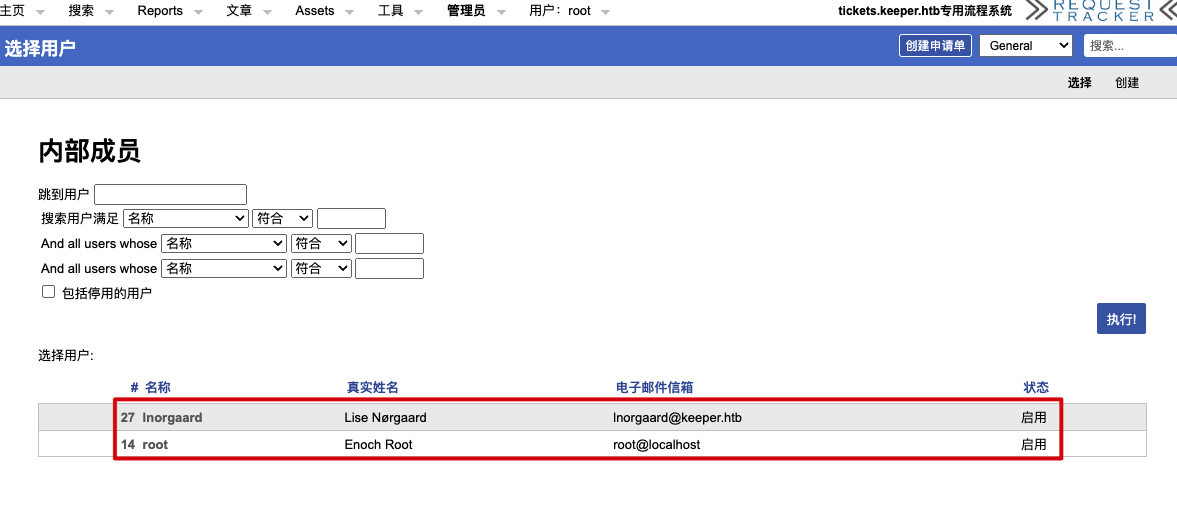 主页 搜索 Reports 文章 Assets 工具 管理员 用户：root tickets.keeper.htb专用流程系统 REQUEST TRACKER
选择用户 创建申请单 General 搜索...
选择 创建
内部成员
跳到用户
搜索用户满足 名称 符合
And all users whose 名称 符合
And all users whose 名称 符合
包括停用的用户
执行!
选择用户:
# 名称 真实姓名 电子邮件信箱 状态
27 lnorgaard Lise Nørgaard lnorgaard@keeper.htb 启用
14 root Enoch Root root@localhost 启用